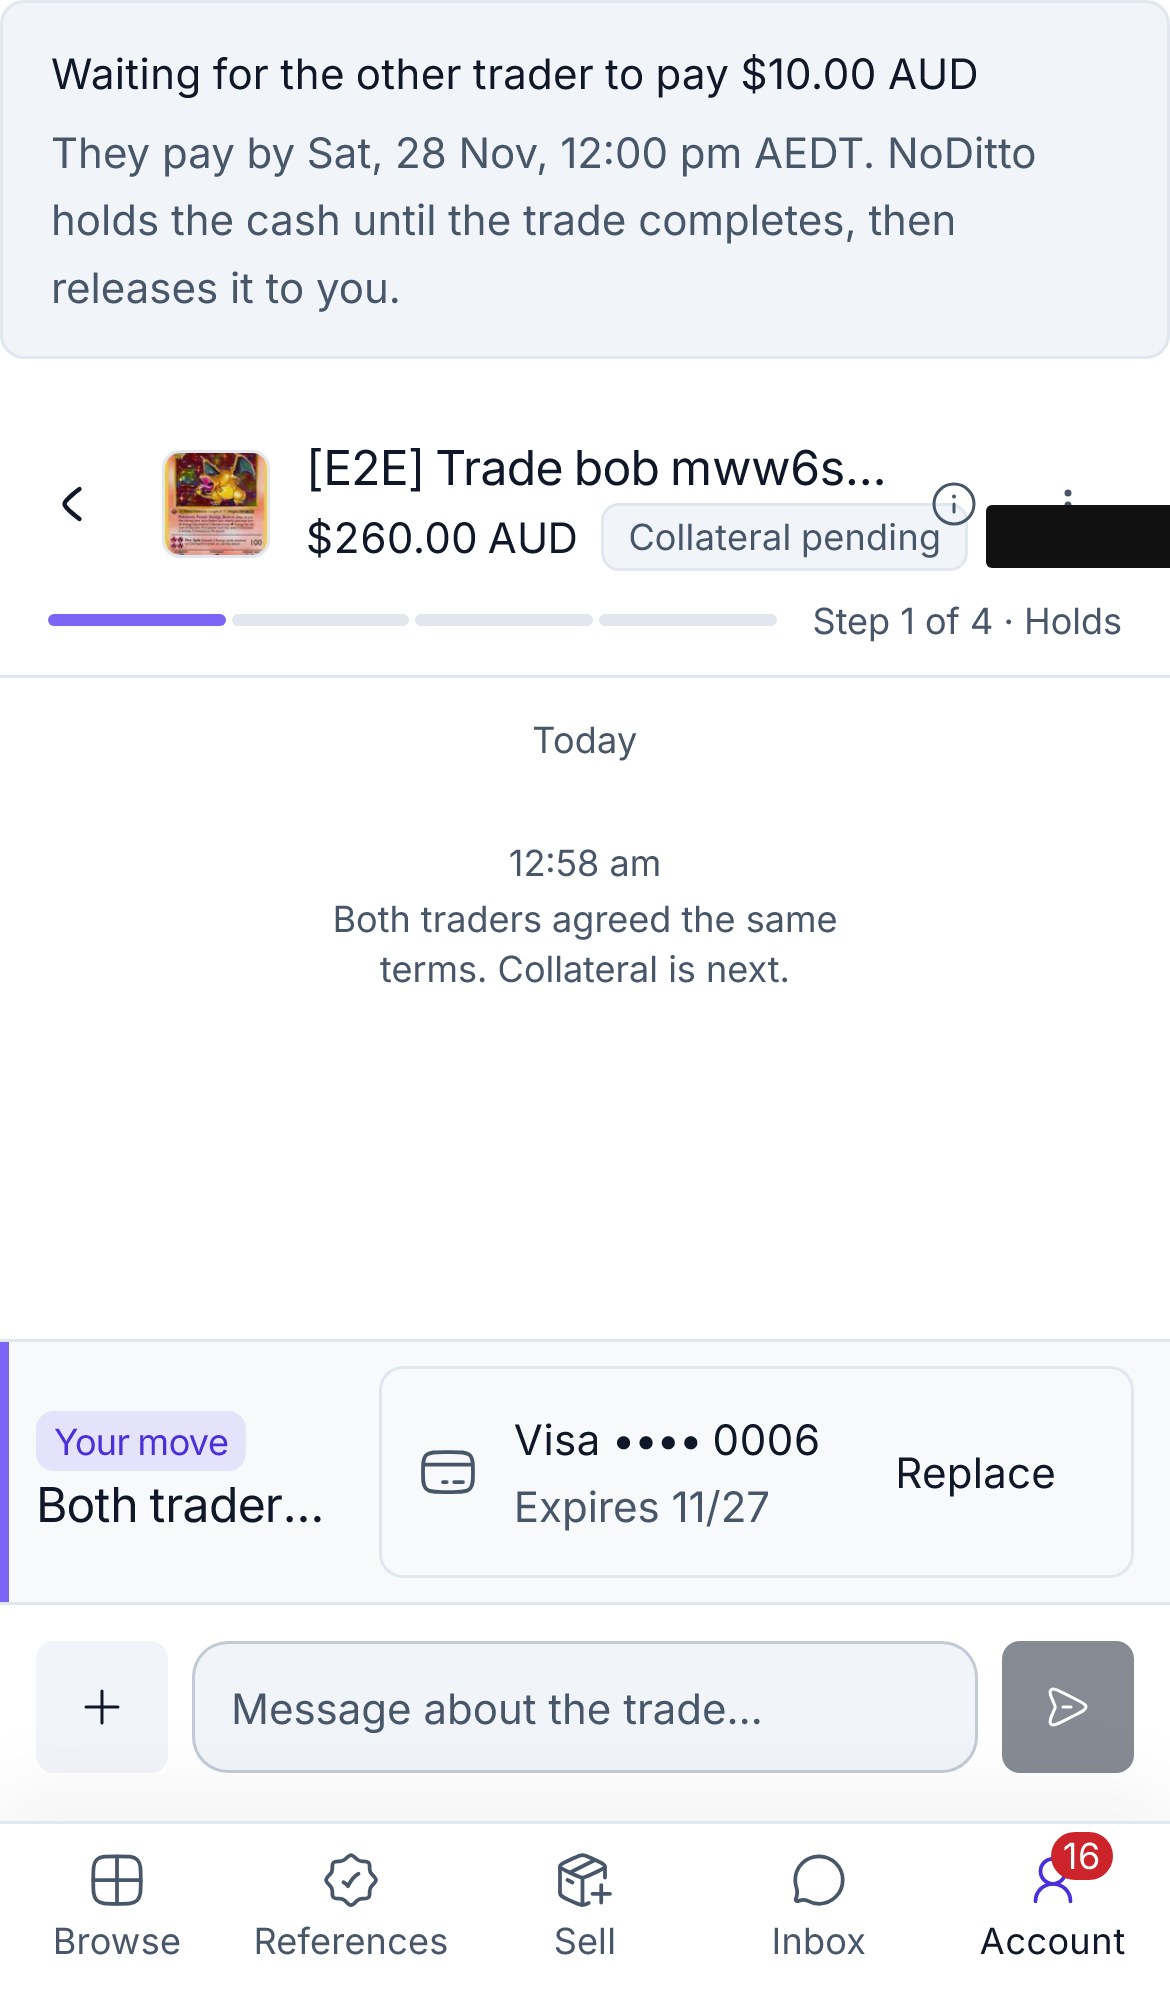 Waiting for the other trader to pay $10.00 AUD
They pay by Sat, 28 Nov, 12:00 pm AEDT. NoDitto
holds the cash until the trade completes, then
releases it to you.
[E2E] Trade bob mww6s...
$260.00 AUD
Collateral pending
Step 1 of 4 · Holds
Today
12:58 am
Both traders agreed the same
terms. Collateral is next.
Your move
Both trader...
Visa •••• 0006
Expires 11/27
Replace
Message about the trade...
16
Browse
References
Sell
Inbox
Account